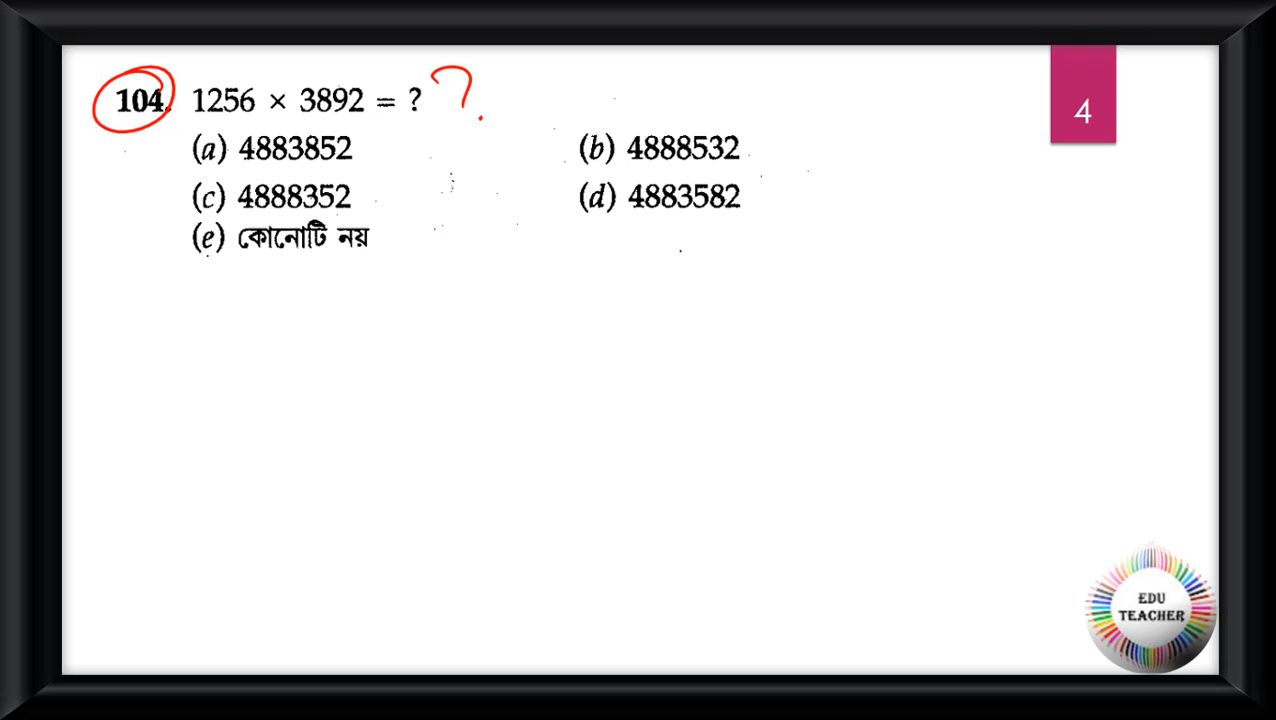 104. 1256 × 3892 = ? ?
4
(a) 4883852 (b) 4888532
(c) 4888352 (d) 4883582
(e) কোনোটি নয়
EDU
TEACHER